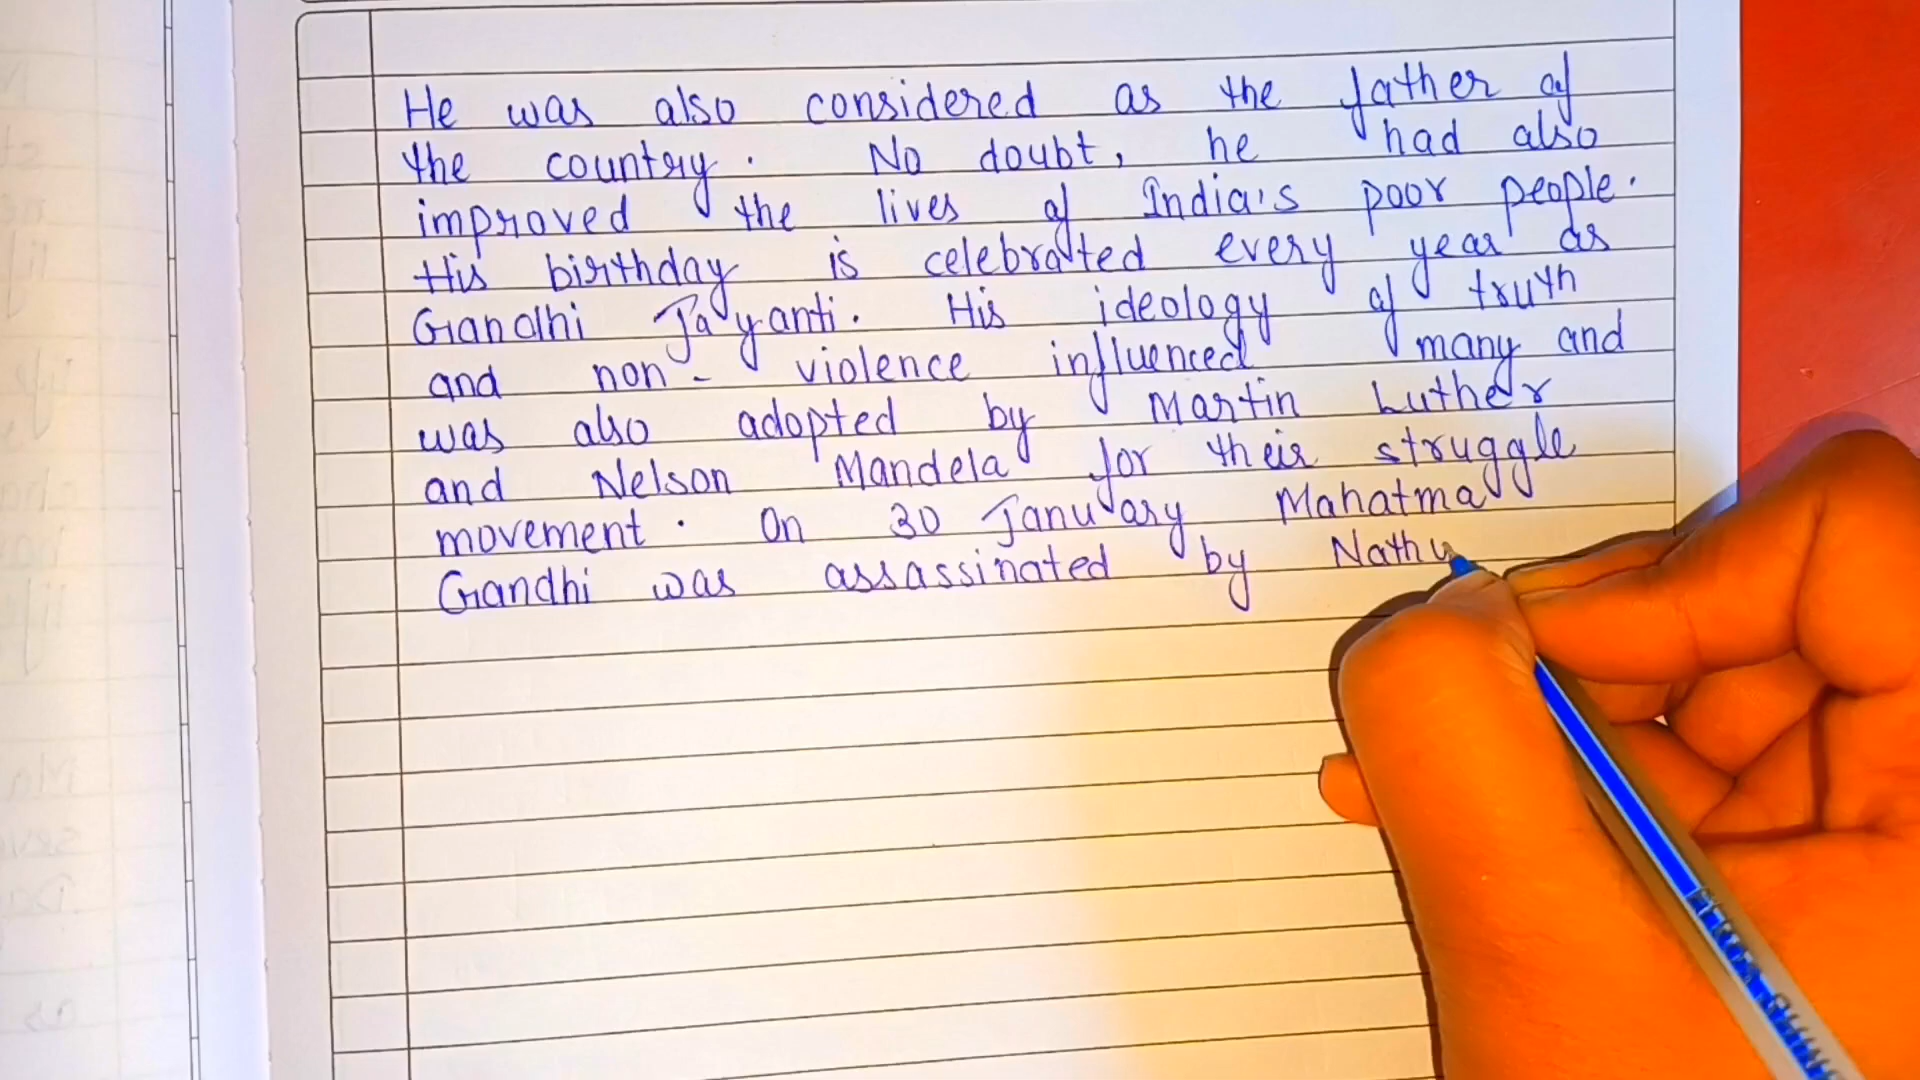 He was also considered as the father of
the country. No doubt, he had also
improved the lives of India's poor people.
His birthday is celebrated every year as
Gandhi Jayanti. His ideology of truth
and non-violence influenced many and
was also adopted by Martin Luther
and Nelson Mandela for their struggle
movement. On 30 January Mahatma
Gandhi was assassinated by Nathu